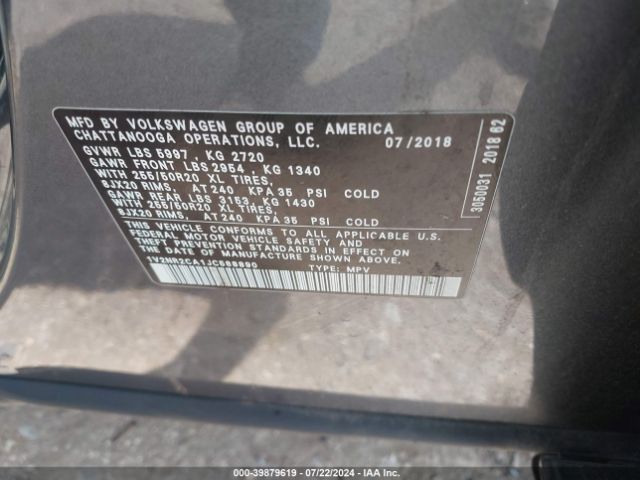 MFD BY VOLKSWAGEN GROUP OF AMERICA
CHATTANOOGA OPERATIONS, LLC. 07/2018
GVWR LBS 5997 , KG 2720
GAWR FRONT LBS 2954 , KG 1340
WITH 255/50R20 XL TIRES,
8JX20 RIMS, AT 240 KPA 35 PSI COLD
GAWR REAR LBS 3153, KG 1430
WITH 255/50R20 XL TIRES,
8JX20 RIMS, AT 240 KPA 35 PSI COLD
THIS VEHICLE CONFORMS TO ALL APPLICABLE U.S.
FEDERAL MOTOR VEHICLE SAFETY AND
THEFT PREVENTION STANDARDS IN EFFECT ON
DATE OF MANUFACTURE SHOWN ABOVE.
TYPE: MPV
3050031 2018 62
000-39879619 - 07/22/2024 - IAA Inc.